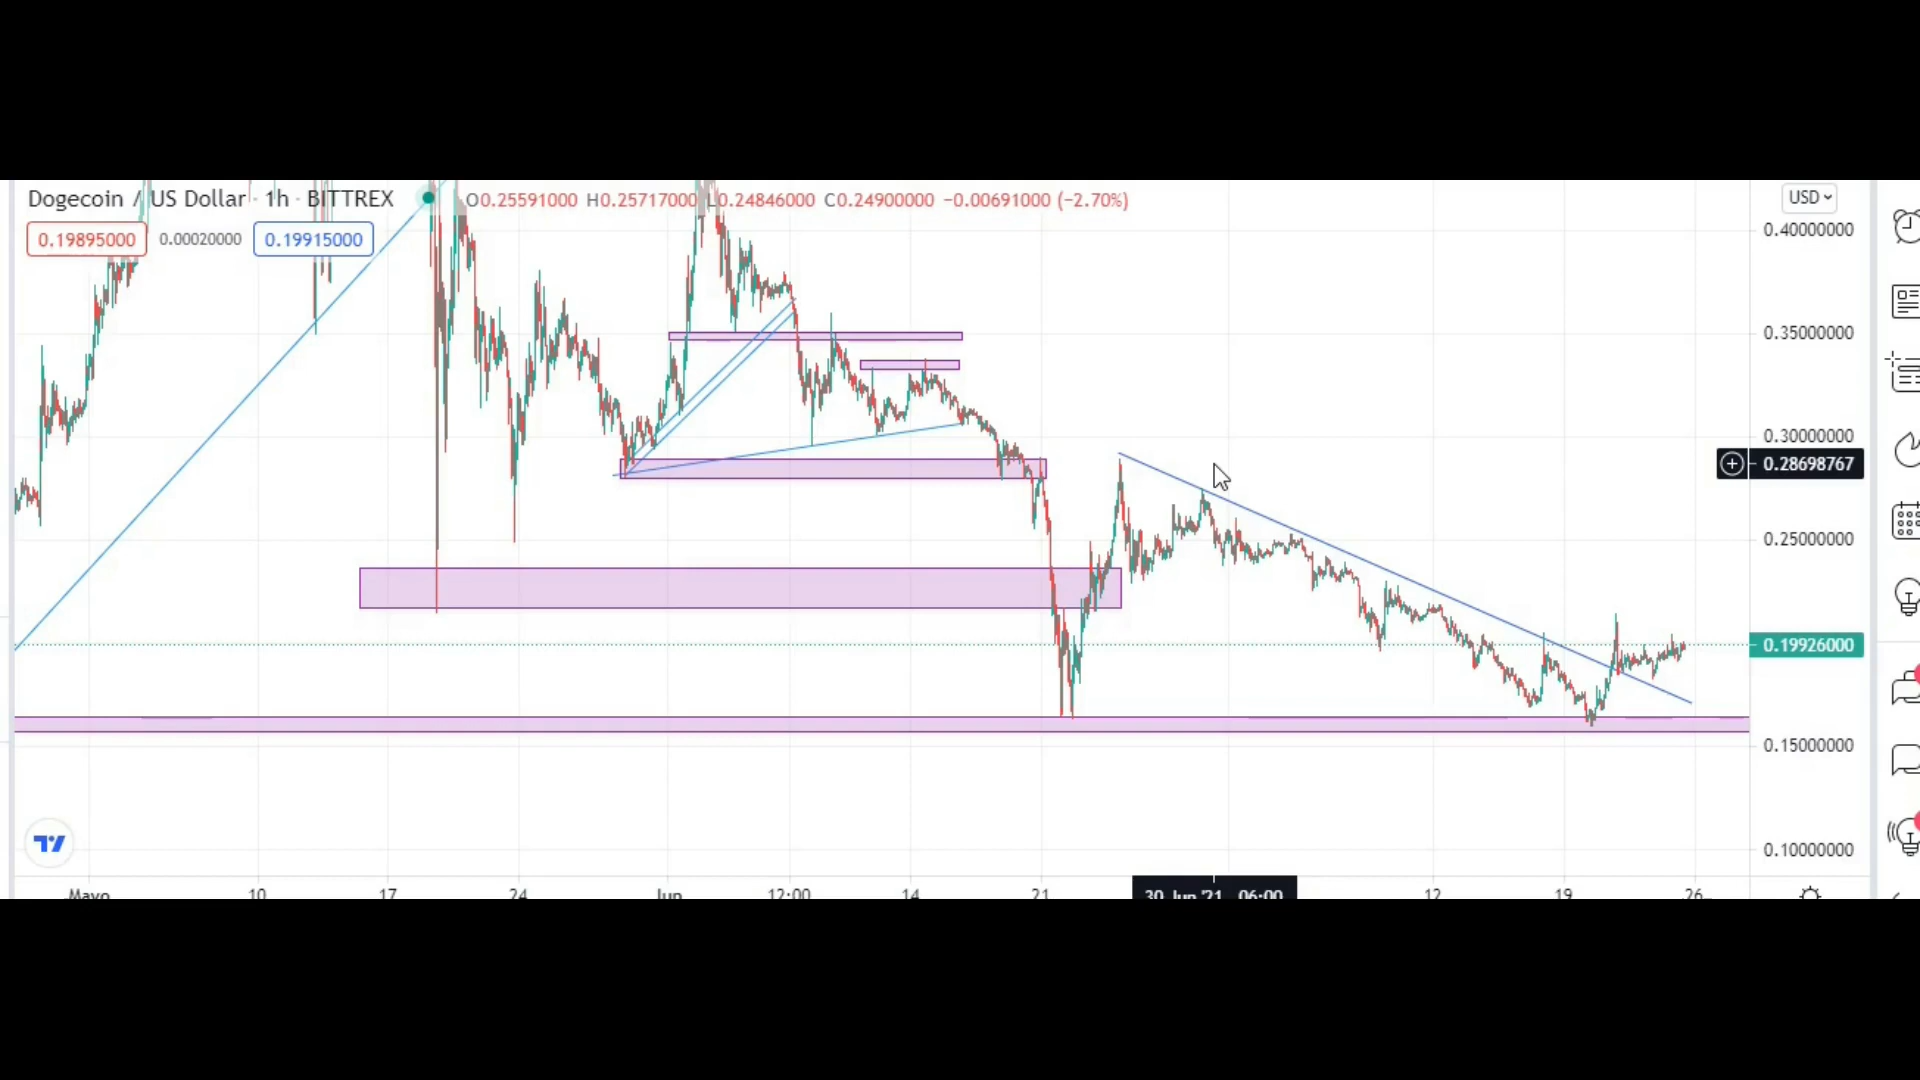 Dogecoin / US Dollar · 1h · BITTREX O0.25591000 H0.25717000 L0.24846000 C0.24900000 −0.00691000 (−2.70%)
USD
0.19895000 0.00020000 0.19915000
0.40000000
0.35000000
0.30000000
0.28698767
0.25000000
0.19926000
0.15000000
0.10000000
Mayo 10 17 24 Jun 12:00 14 21 30 Jun '21 06:00 12 19 26